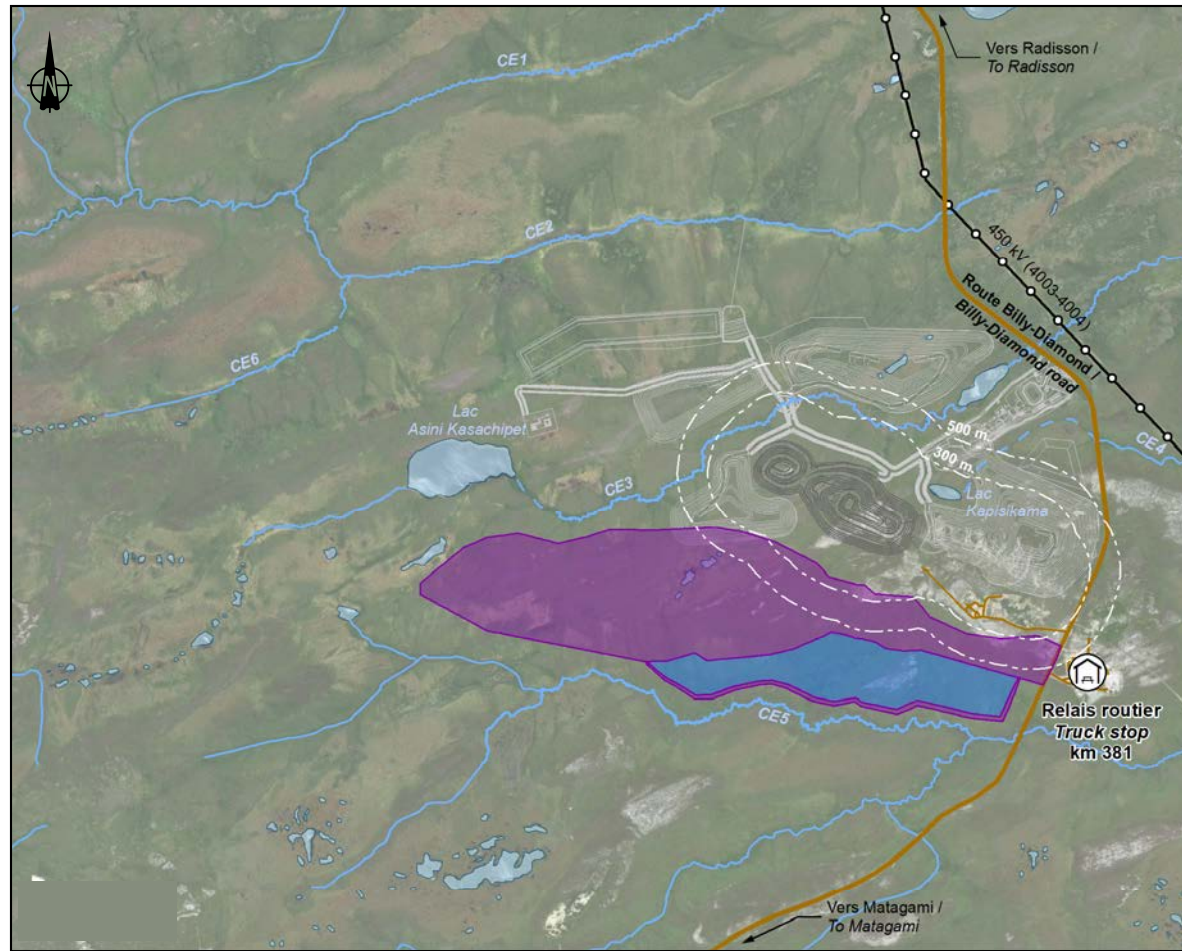 Vers Radisson /
To Radisson
CE1
N
CE2
450 kV (4003-4004)
Route Billy-Diamond /
Billy-Diamond road
CE6
Lac
Asini Kasachipet
500 m.
300 m.
CE4
CE3
Lac
Kapisikama
CE5
Relais routier
Truck stop
km 381
Vers Matagami /
To Matagami